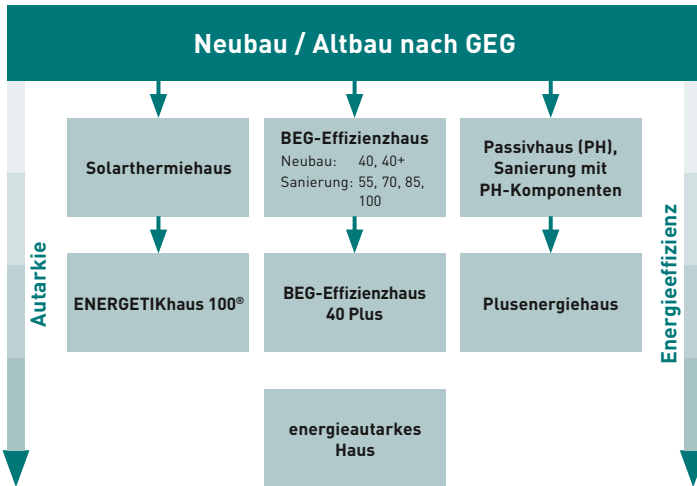 Neubau / Altbau nach GEG
Solarthermiehaus
BEG-Effizienzhaus
Neubau: 40, 40+
Sanierung: 55, 70, 85,
100
Passivhaus (PH),
Sanierung mit
PH-Komponenten
Autarkie
Energieeffizienz
ENERGETIKhaus 100®
BEG-Effizienzhaus
40 Plus
Plusenergiehaus
energieautarkes
Haus